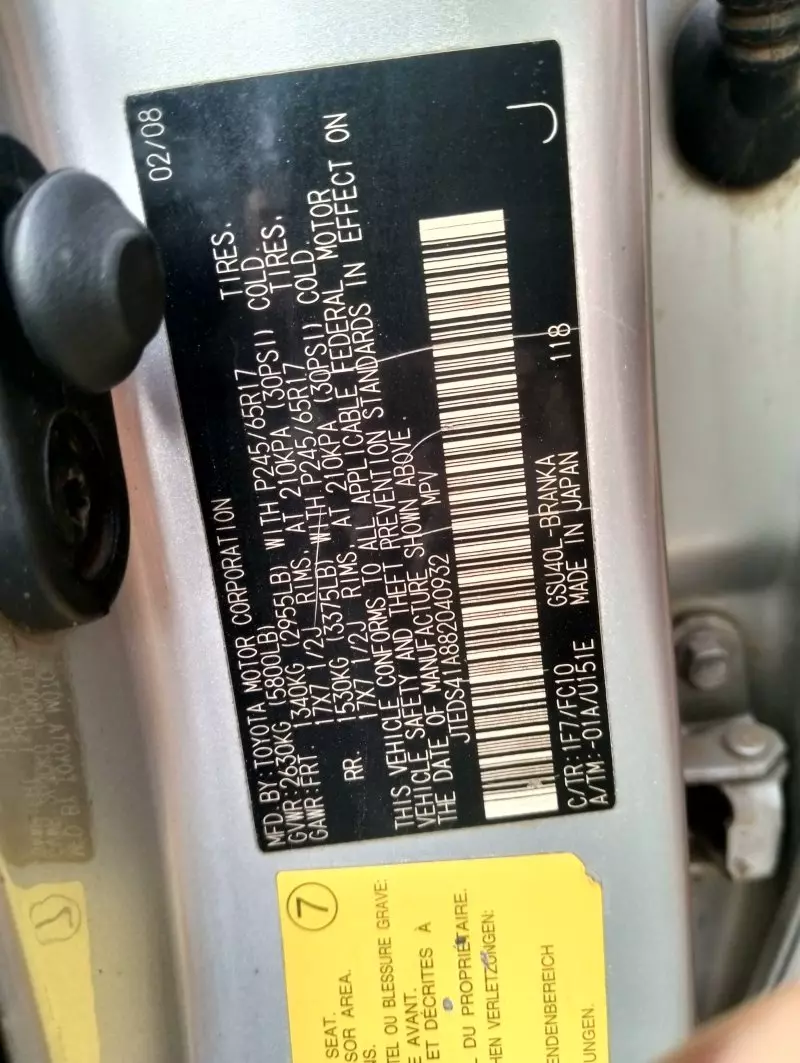 MFD. BY: TOYOTA MOTOR CORPORATION 02/08
GVWR: 2630KG (5800LB)
GAWR: FRT. 1340KG (2955LB) WITH P245/65R17 TIRES.
17X7 1/2J RIMS, AT 210KPA (30PSI) COLD.
RR. 1530KG (3375LB) WITH P245/65R17 TIRES.
17X7 1/2J RIMS, AT 210KPA (30PSI) COLD.
THIS VEHICLE CONFORMS TO ALL APPLICABLE FEDERAL MOTOR
VEHICLE SAFETY AND THEFT PREVENTION STANDARDS IN EFFECT ON
THE DATE OF MANUFACTURE SHOWN ABOVE.
JTEDS41A882040932 MPV
C/TR: 1F7/FC10 GSU40L-BRANKA 118
A/TM: -01A/U151E MADE IN JAPAN
J
7
SEAT.
SOR AREA.
TEL OU BLESSURE GRAVE:
E AVANT.
ET DÉCRITES À
L DU PROPRIÉTAIRE.
HEN VERLETZUNGEN:
ENDENBEREICH
UNGEN.